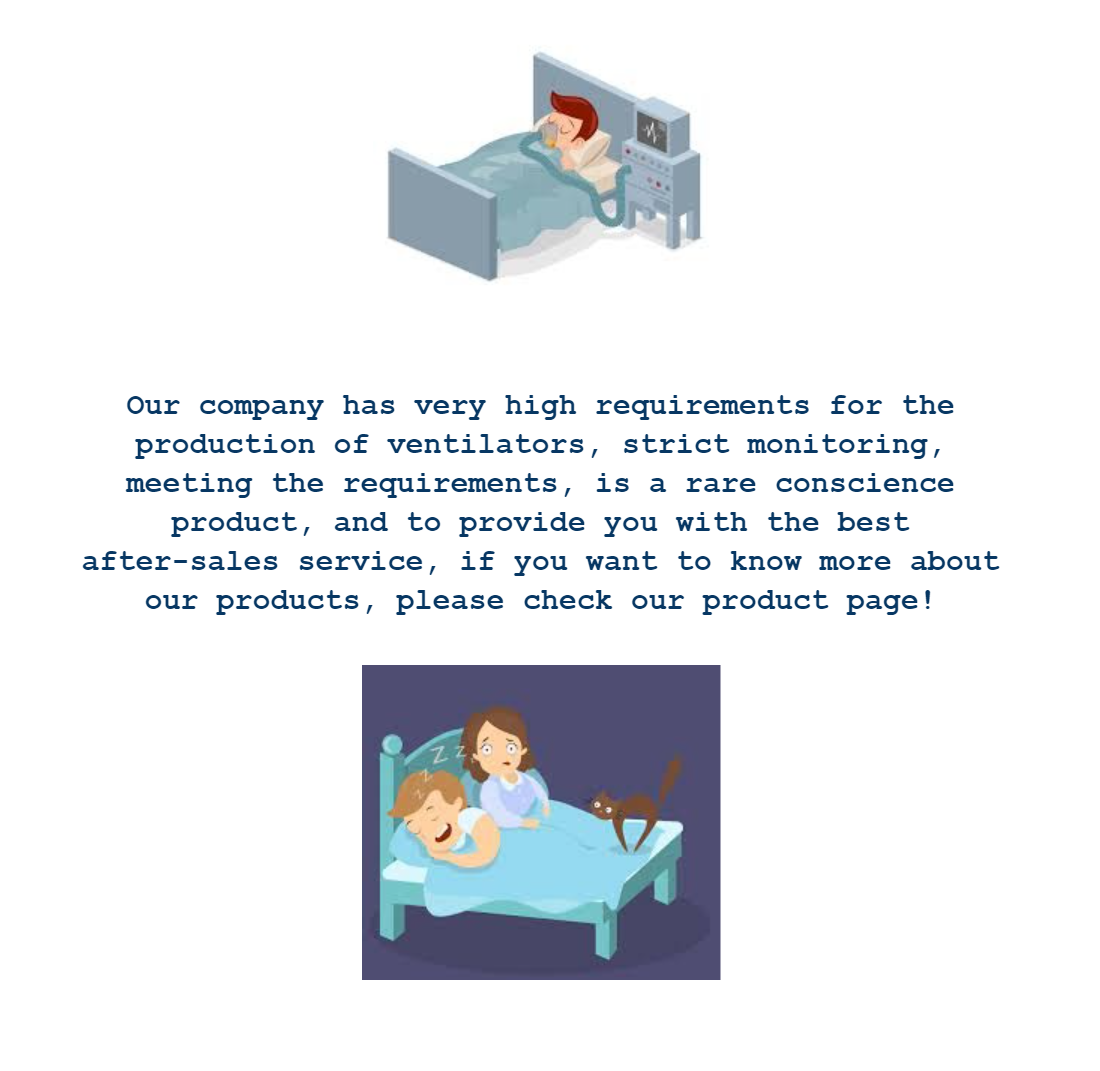 Our company has very high requirements for the
production of ventilators, strict monitoring,
meeting the requirements, is a rare conscience
product, and to provide you with the best
after-sales service, if you want to know more about
our products, please check our product page!
Z Z Z Z Z